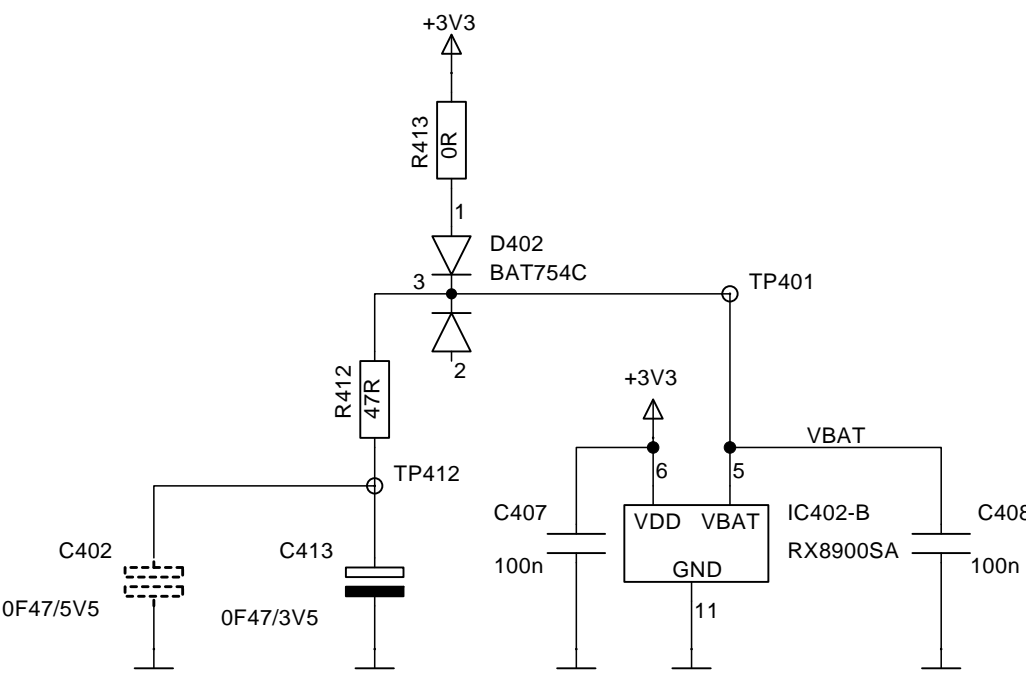 +3V3
R413
0R
1
D402
BAT754C
3
TP401
2
R412
47R
+3V3
VBAT
TP412
6
5
C407
VDD
VBAT
IC402-B
C408
C402
C413
RX8900SA
100n
GND
100n
0F47/5V5
0F47/3V5
11